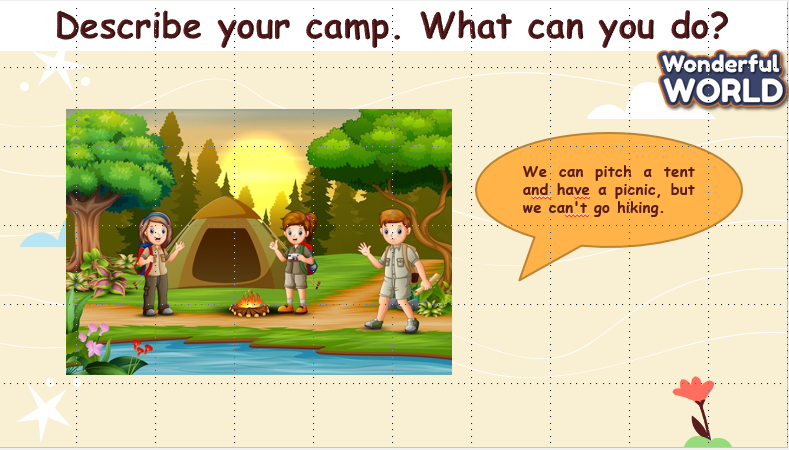 Describe your camp. What can you do?
Wonderful
WORLD
We can pitch a tent
and have a picnic, but
we can't go hiking.